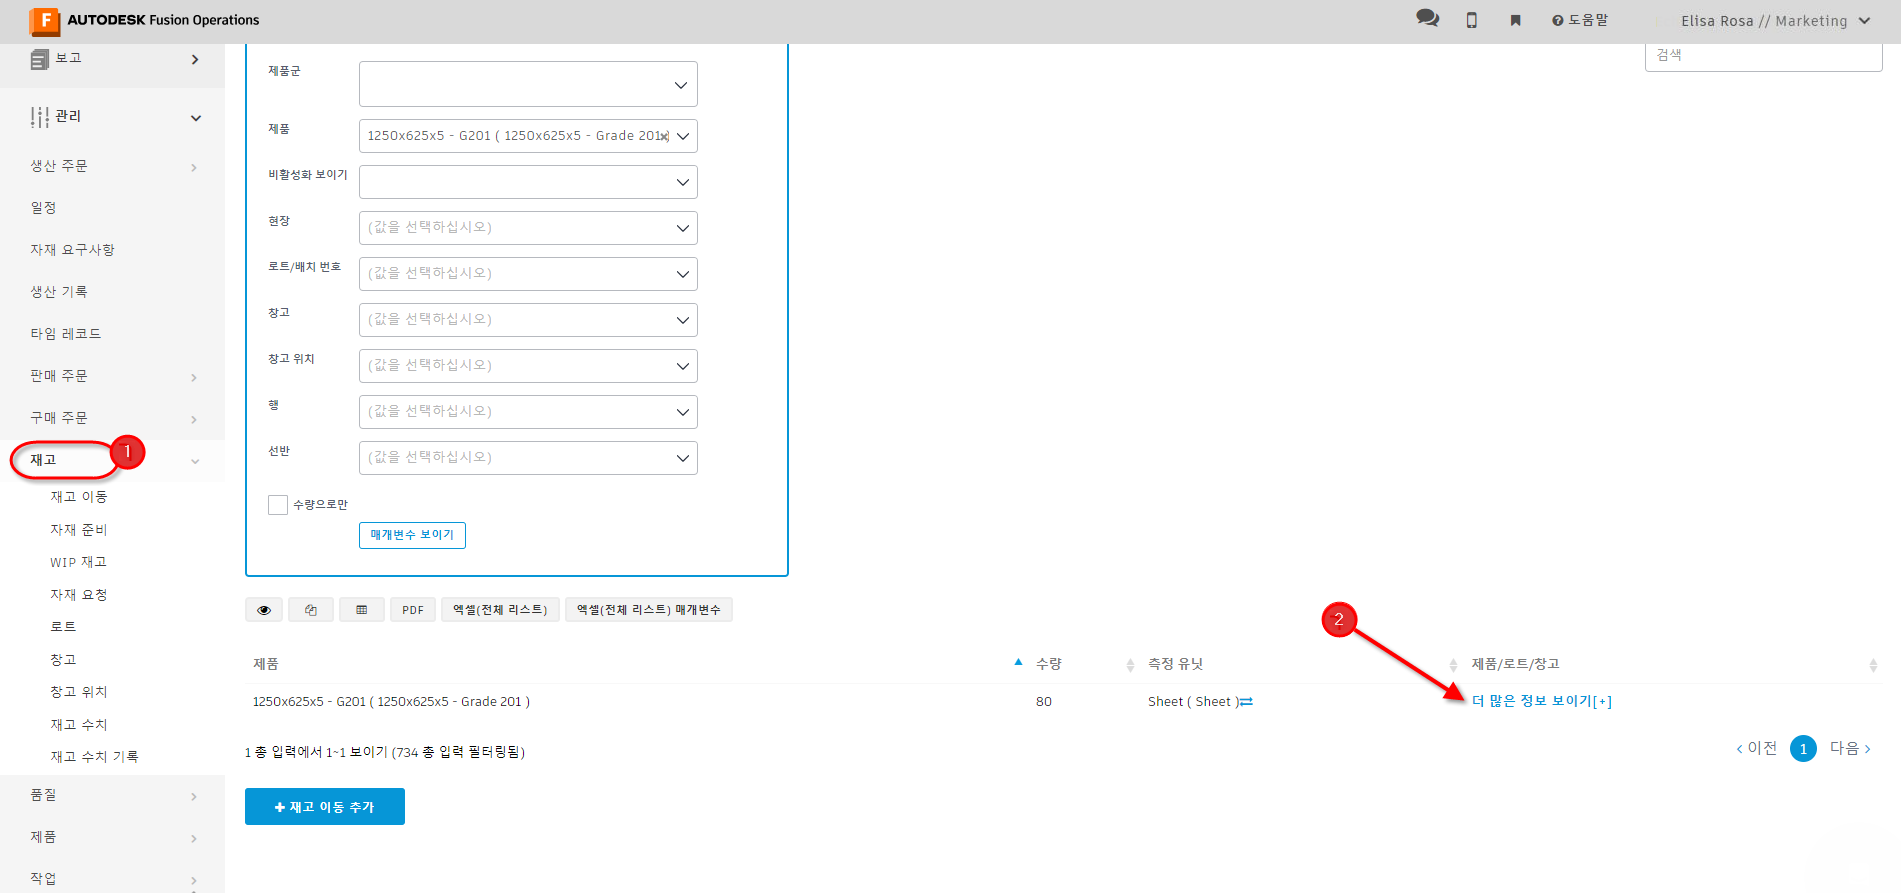 F AUTODESK Fusion Operations
도움말
Elisa Rosa // Marketing
보고
관리
생산 주문
일정
자재 요구사항
생산 기록
타임 레코드
판매 주문
구매 주문
재고
1
재고 이동
자재 준비
WIP 재고
자재 요청
로트
창고
창고 위치
재고 수치
재고 수치 기록
품질
제품
작업
검색
제품군
제품
1250x625x5 - G201 ( 1250x625x5 - Grade 201 )
비활성화 보이기
현장
(값을 선택하십시오)
로트/배치 번호
(값을 선택하십시오)
창고
(값을 선택하십시오)
창고 위치
(값을 선택하십시오)
행
(값을 선택하십시오)
선반
(값을 선택하십시오)
수량으로만
매개변수 보이기
PDF
엑셀(전체 리스트)
엑셀(전체 리스트) 매개변수
2
제품 수량 측정 유닛 제품/로트/창고
1250x625x5 - G201 ( 1250x625x5 - Grade 201 ) 80 Sheet ( Sheet ) 더 많은 정보 보이기[+]
1 총 입력에서 1~1 보이기 (734 총 입력 필터링됨)
이전 1 다음
재고 이동 추가